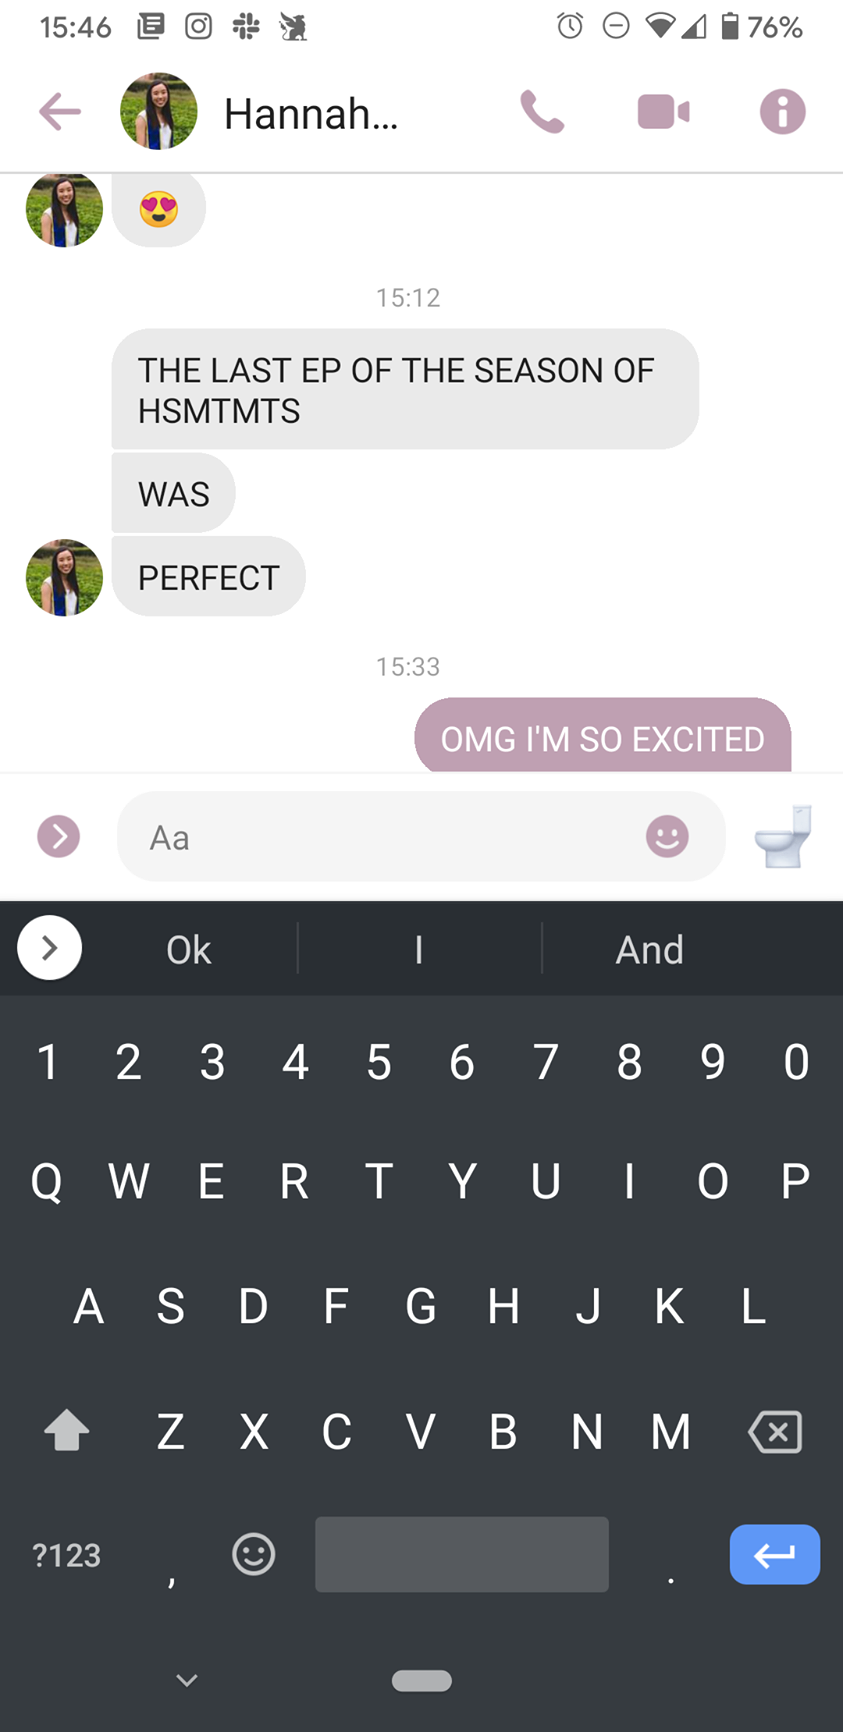 15:46
76%
Hannah...
15:12
THE LAST EP OF THE SEASON OF
HSMTMTS
WAS
PERFECT
15:33
OMG I'M SO EXCITED
Aa
Ok I And
1 2 3 4 5 6 7 8 9 0
Q W E R T Y U I O P
A S D F G H J K L
Z X C V B N M
?123 , .